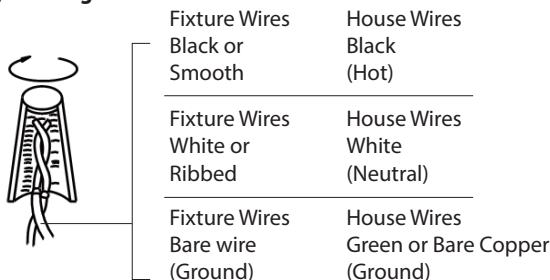 Fixture Wires House Wires
Black or Black
Smooth (Hot)
Fixture Wires House Wires
White or White
Ribbed (Neutral)
Fixture Wires House Wires
Bare wire Green or Bare Copper
(Ground) (Ground)